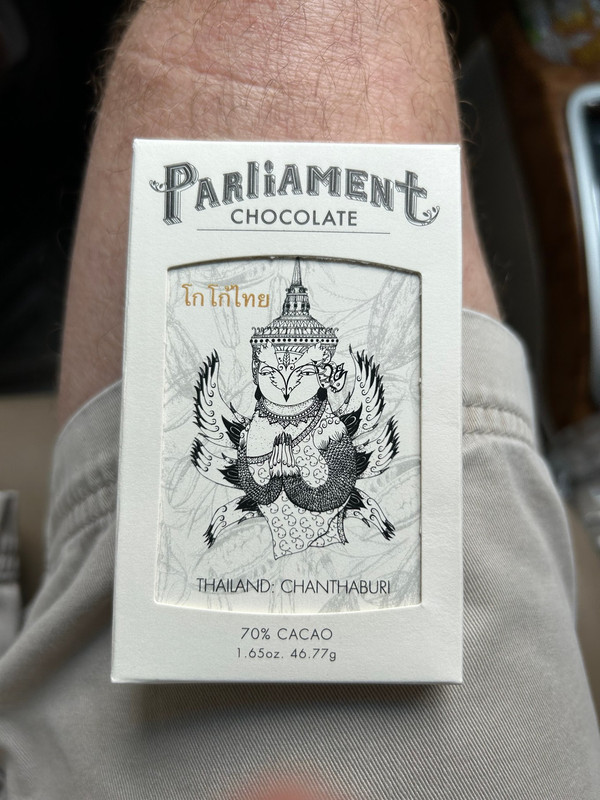 PARLiAMENt
CHOCOLATE
โกโก้ไทย
THAILAND: CHANTHABURI
70% CACAO
1.65oz. 46.77g